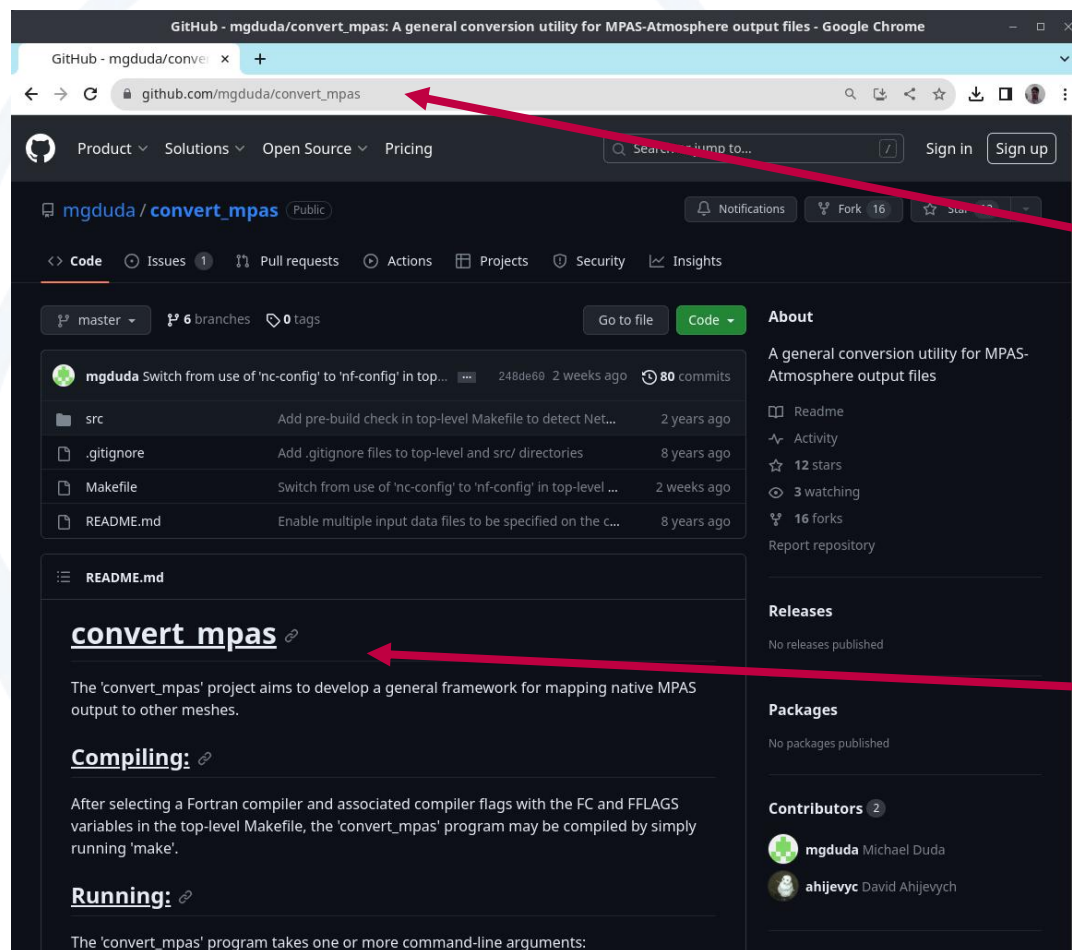 GitHub - mgduda/convert_mpas: A general conversion utility for MPAS-Atmosphere output files - Google Chrome
GitHub - mgduda/conve
github.com/mgduda/convert_mpas
Product Solutions Open Source Pricing
jump to... /
Sign in Sign up
mgduda / convert_mpas Public
Notifications Fork 16
Code Issues 1 Pull requests Actions Projects Security Insights
master 6 branches 0 tags Go to file Code
mgduda Switch from use of 'nc-config' to 'nf-config' in top... 248de60 2 weeks ago 80 commits
src Add pre-build check in top-level Makefile to detect Net... 2 years ago
.gitignore Add .gitignore files to top-level and src/ directories 8 years ago
Makefile Switch from use of 'nc-config' to 'nf-config' in top-level ... 2 weeks ago
README.md Enable multiple input data files to be specified on the c... 8 years ago
README.md
convert_mpas
The 'convert_mpas' project aims to develop a general framework for mapping native MPAS
output to other meshes.
Compiling:
After selecting a Fortran compiler and associated compiler flags with the FC and FFLAGS
variables in the top-level Makefile, the 'convert_mpas' program may be compiled by simply
running 'make'.
Running:
The 'convert_mpas' program takes one or more command-line arguments:
About
A general conversion utility for MPAS-
Atmosphere output files
Readme
Activity
12 stars
3 watching
16 forks
Report repository
Releases
No releases published
Packages
No packages published
Contributors 2
mgduda Michael Duda
ahijevyc David Ahijevych